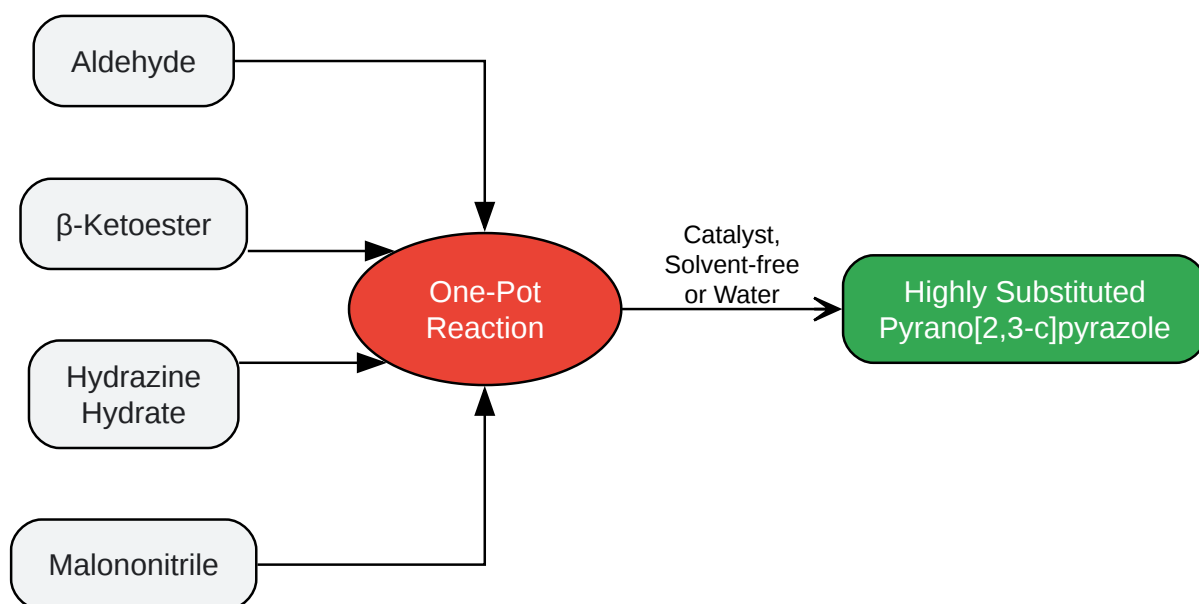 Aldehyde
β-Ketoester
Hydrazine
Hydrate
Malononitrile
One-Pot
Reaction
Catalyst,
Solvent-free
or Water
Highly Substituted
Pyrano[2,3-c]pyrazole